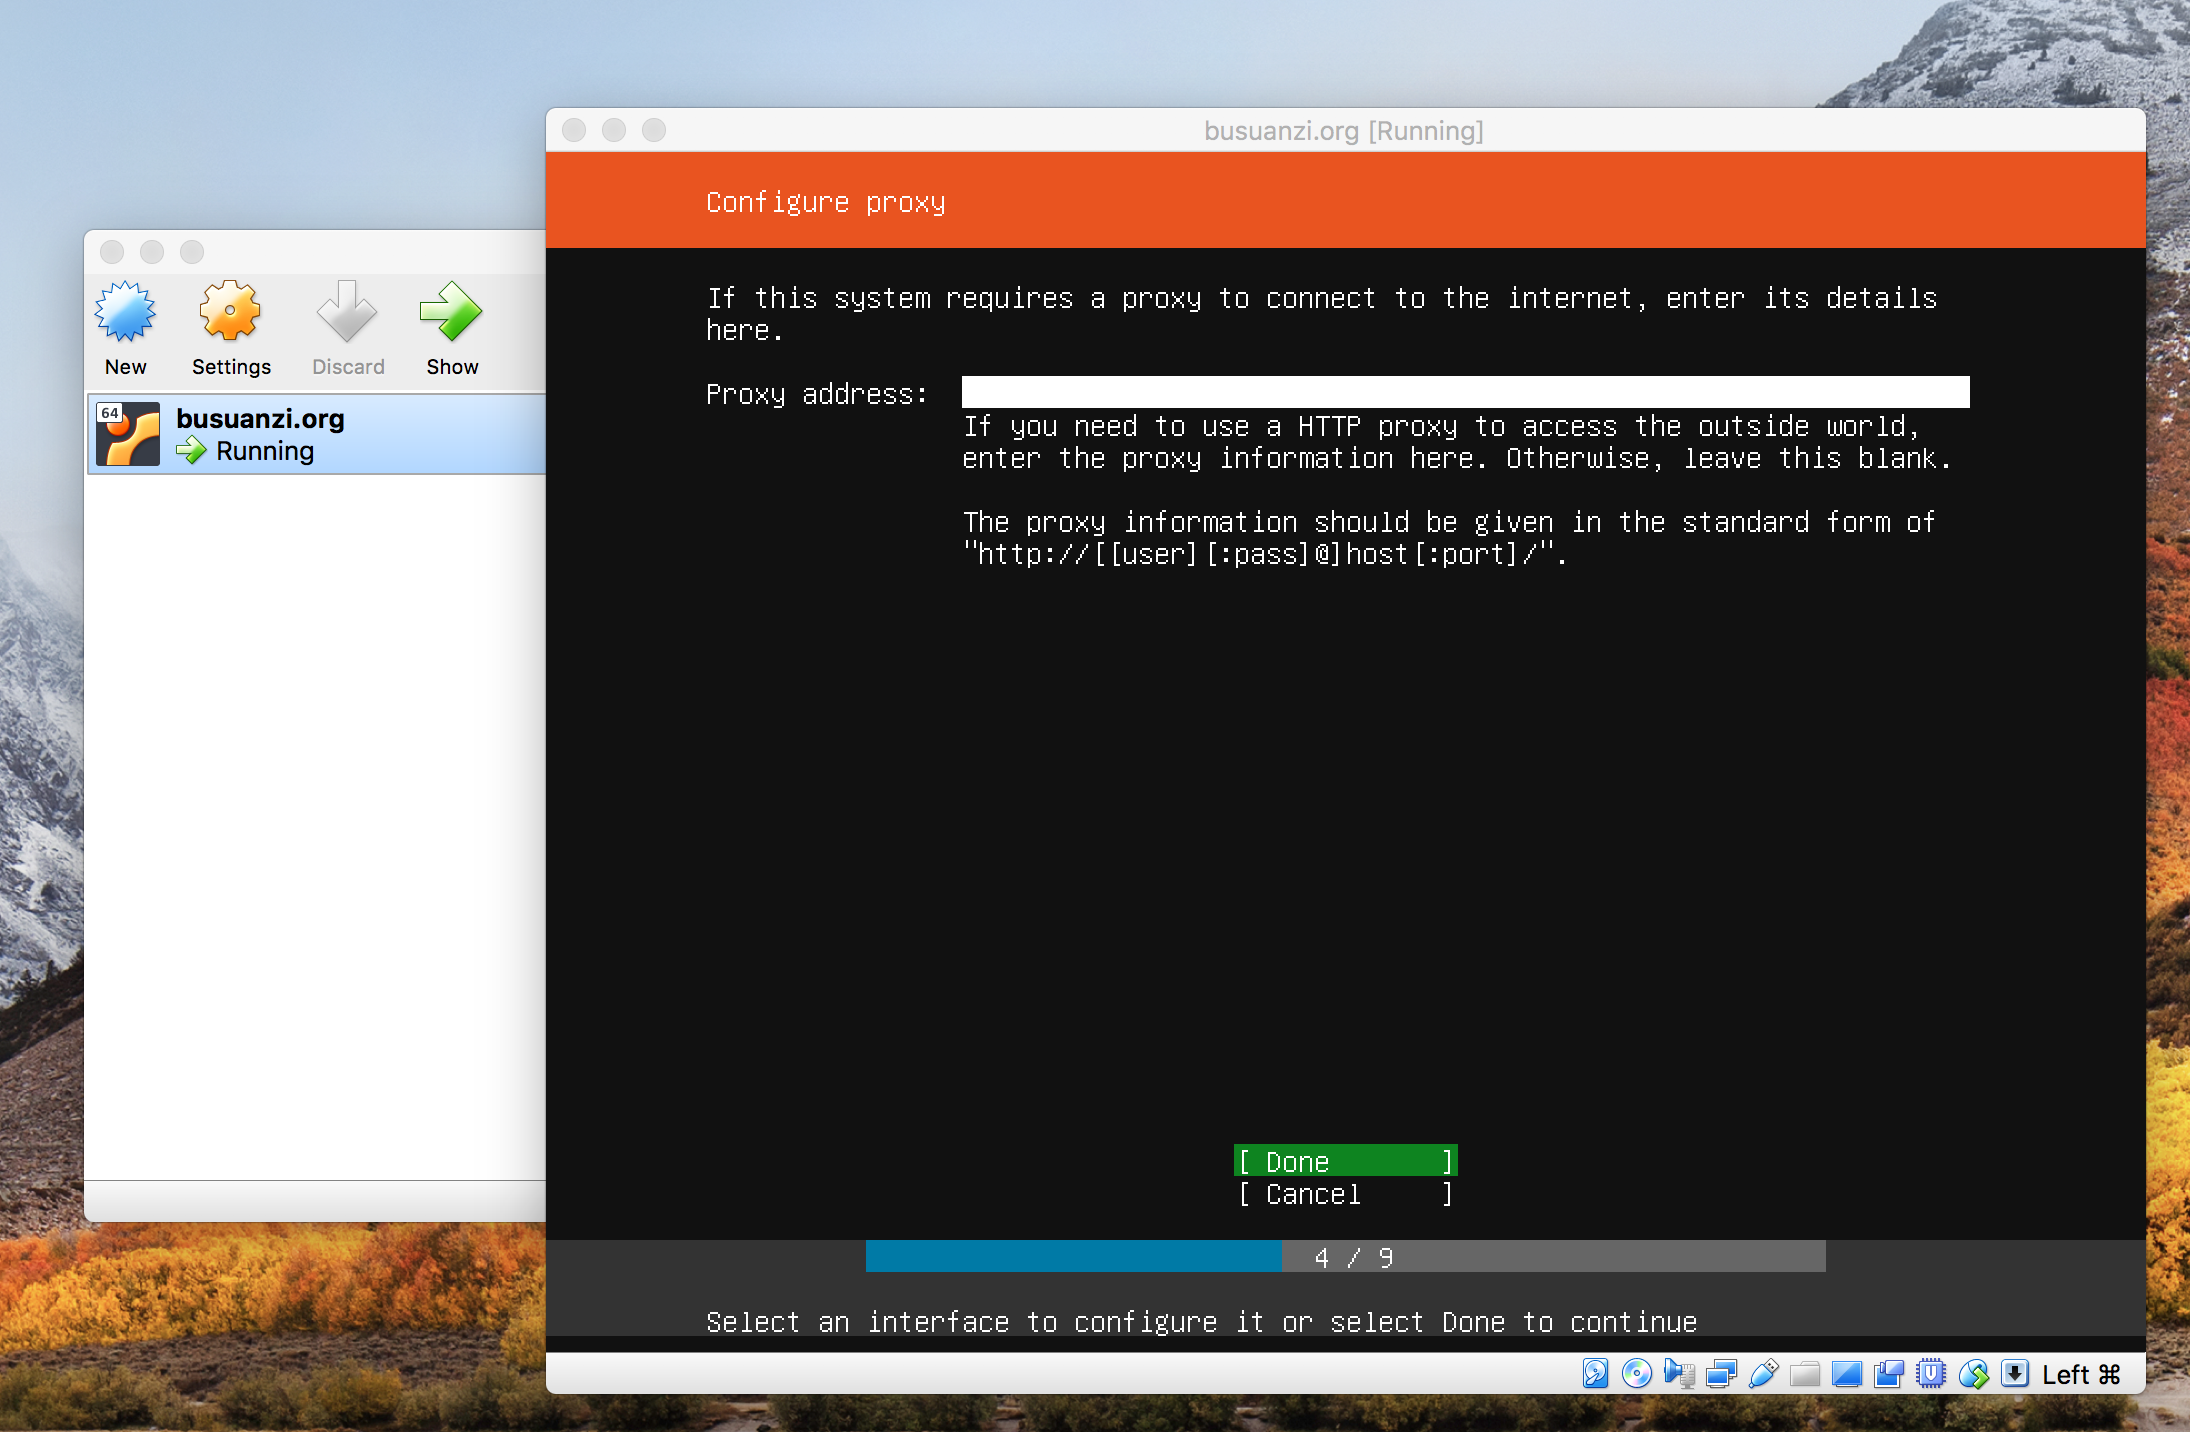 busuanzi.org [Running]
Configure proxy
New
Settings
Discard
Show
64
busuanzi.org
Running
If this system requires a proxy to connect to the internet, enter its details
here.
Proxy address:
If you need to use a HTTP proxy to access the outside world,
enter the proxy information here. Otherwise, leave this blank.
The proxy information should be given in the standard form of
"http://[[user][:pass]@]host[:port]/".
[ Done ]
[ Cancel ]
4 / 9
Select an interface to configure it or select Done to continue
Left ⌘